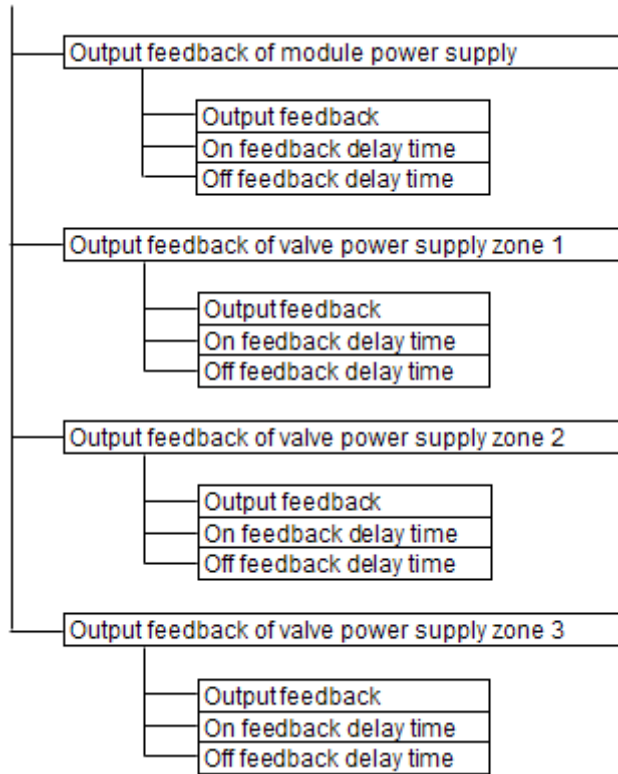 Output feedback of module power supply
Output feedback
On feedback delay time
Off feedback delay time
Output feedback of valve power supply zone 1
Output feedback
On feedback delay time
Off feedback delay time
Output feedback of valve power supply zone 2
Output feedback
On feedback delay time
Off feedback delay time
Output feedback of valve power supply zone 3
Output feedback
On feedback delay time
Off feedback delay time